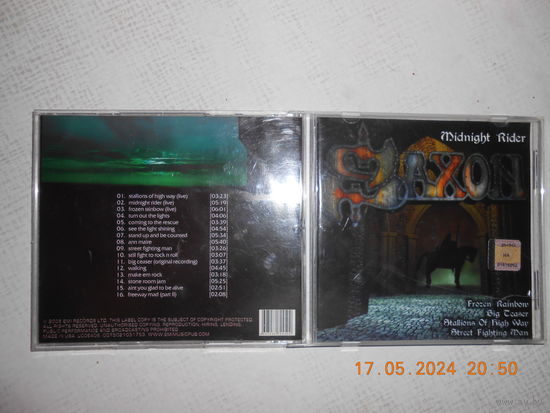 01. stallions of high way (live) [03:23]
02. midnight rider (live) [05:19]
03. frozen rainbow (live) [06:01]
04. turn out the lights [04:06]
05. coming to the rescue [03:39]
06. see the light shining [04:54]
07. stand up and be counted [05:34]
08. ann maire [05:40]
09. street fighting man [03:26]
10. still fight to rock n roll [03:07]
11. big teaser (original recording) [03:37]
12. walking [04:45]
13. make em rock [03:18]
14. stone room jam [05:25]
15. aint you glad to be alive [02:51]
16. freeway mad (part II) [02:08]
Midnight Rider
SAXON
Frozen Rainbow
Big Teaser
Stallions Of High Way
Street Fighting Man
17.05.2024 20:50